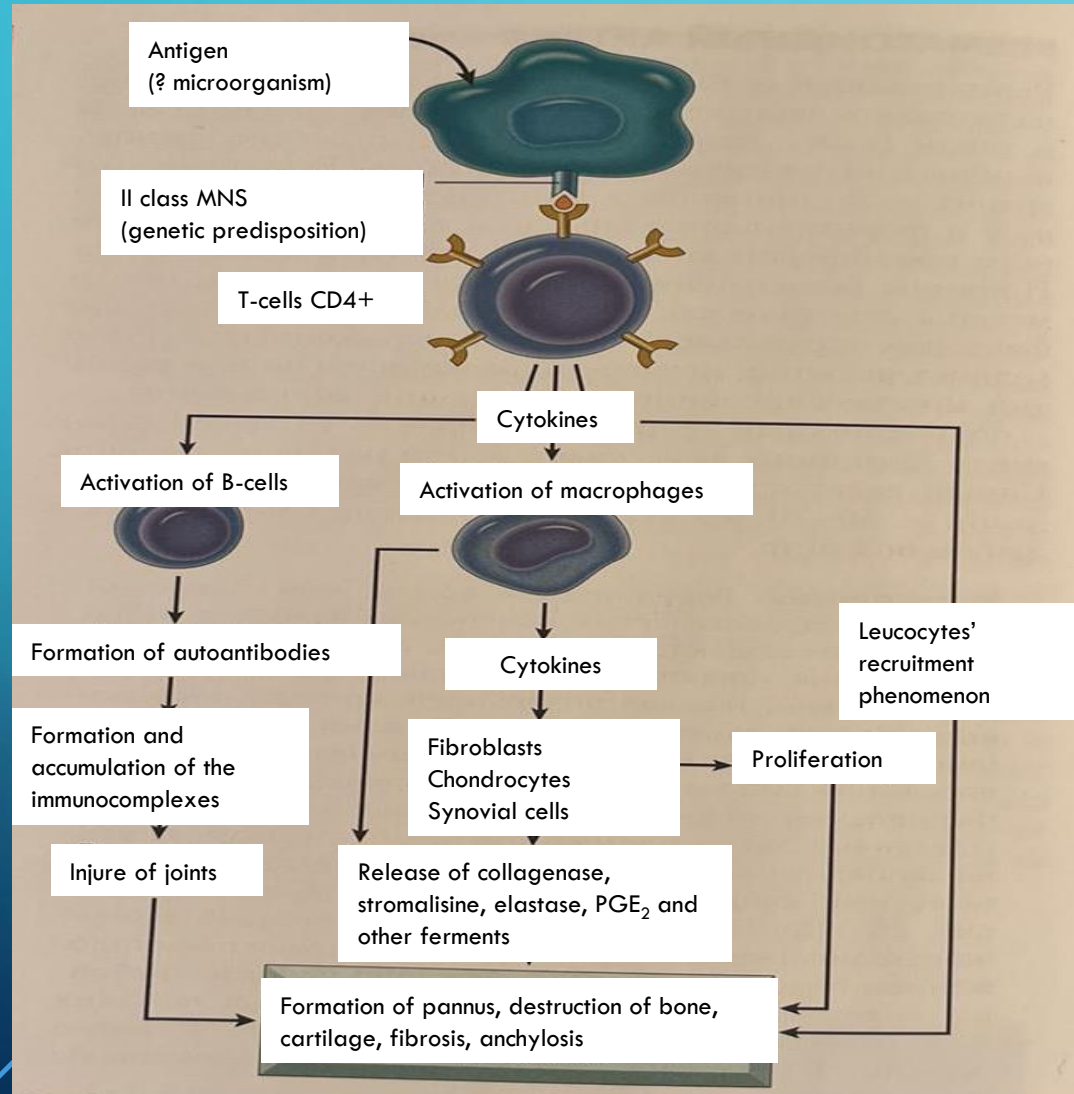 Antigen
(? microorganism)
II class MNS
(genetic predisposition)
T-cells CD4+
Cytokines
Activation of B-cells
Activation of macrophages
Formation of autoantibodies
Cytokines
Leucocytes’
recruitment
phenomenon
Formation and
accumulation of the
immunocomplexes
Fibroblasts
Chondrocytes
Synovial cells
Proliferation
Injure of joints
Release of collagenase,
stromalisine, elastase, PGE₂ and
other ferments
Formation of pannus, destruction of bone,
cartilage, fibrosis, anchylosis